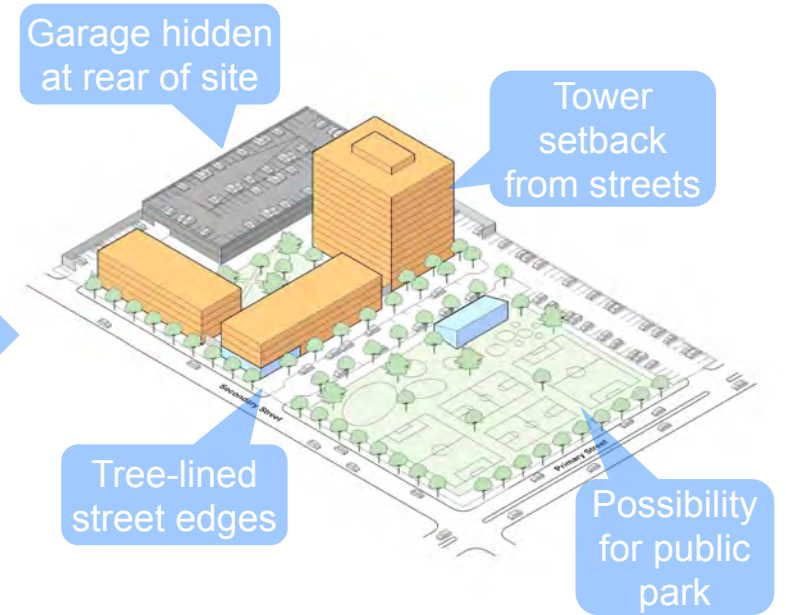 Garage hidden
at rear of site
Tower
setback
from streets
Secondary Street
Primary Street
Tree-lined
street edges
Possibility
for public
park